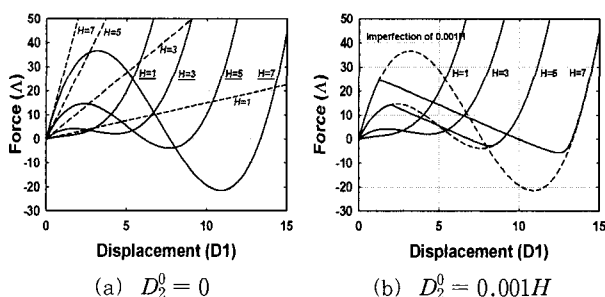 50
40
30
20
10
0
-10
-20
-30
Force (Λ)
H=7
H=5
H=3
H=1
H=3
H=5
H=7
H=1
0
5
10
15
Displacement (D1)
(a) D₂⁰ = 0
50
40
30
20
10
0
-10
-20
-30
Force (Λ)
Imperfection of 0.001H
H=1
H=3
H=5
H=7
0
5
10
15
Displacement (D1)
(b) D₂⁰ = 0.001H